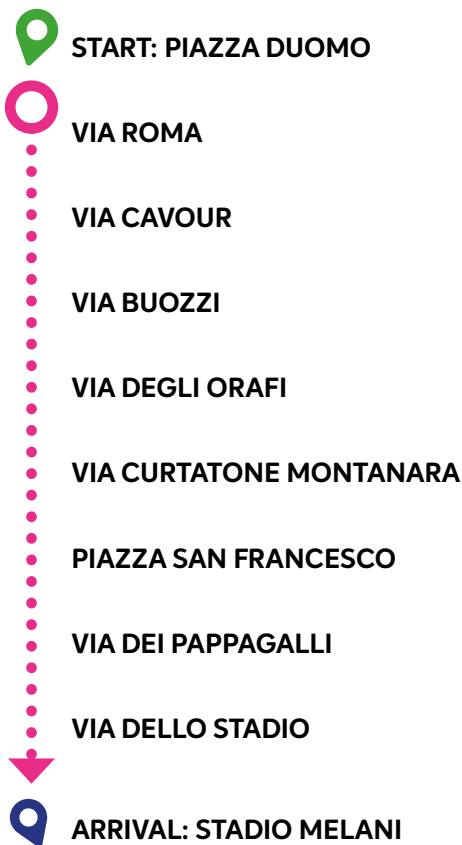 START: PIAZZA DUOMO
VIA ROMA
VIA CAVOUR
VIA BUOZZI
VIA DEGLI ORAFI
VIA CURTATONE MONTANARA
PIAZZA SAN FRANCESCO
VIA DEI PAPPAGALLI
VIA DELLO STADIO
ARRIVAL: STADIO MELANI